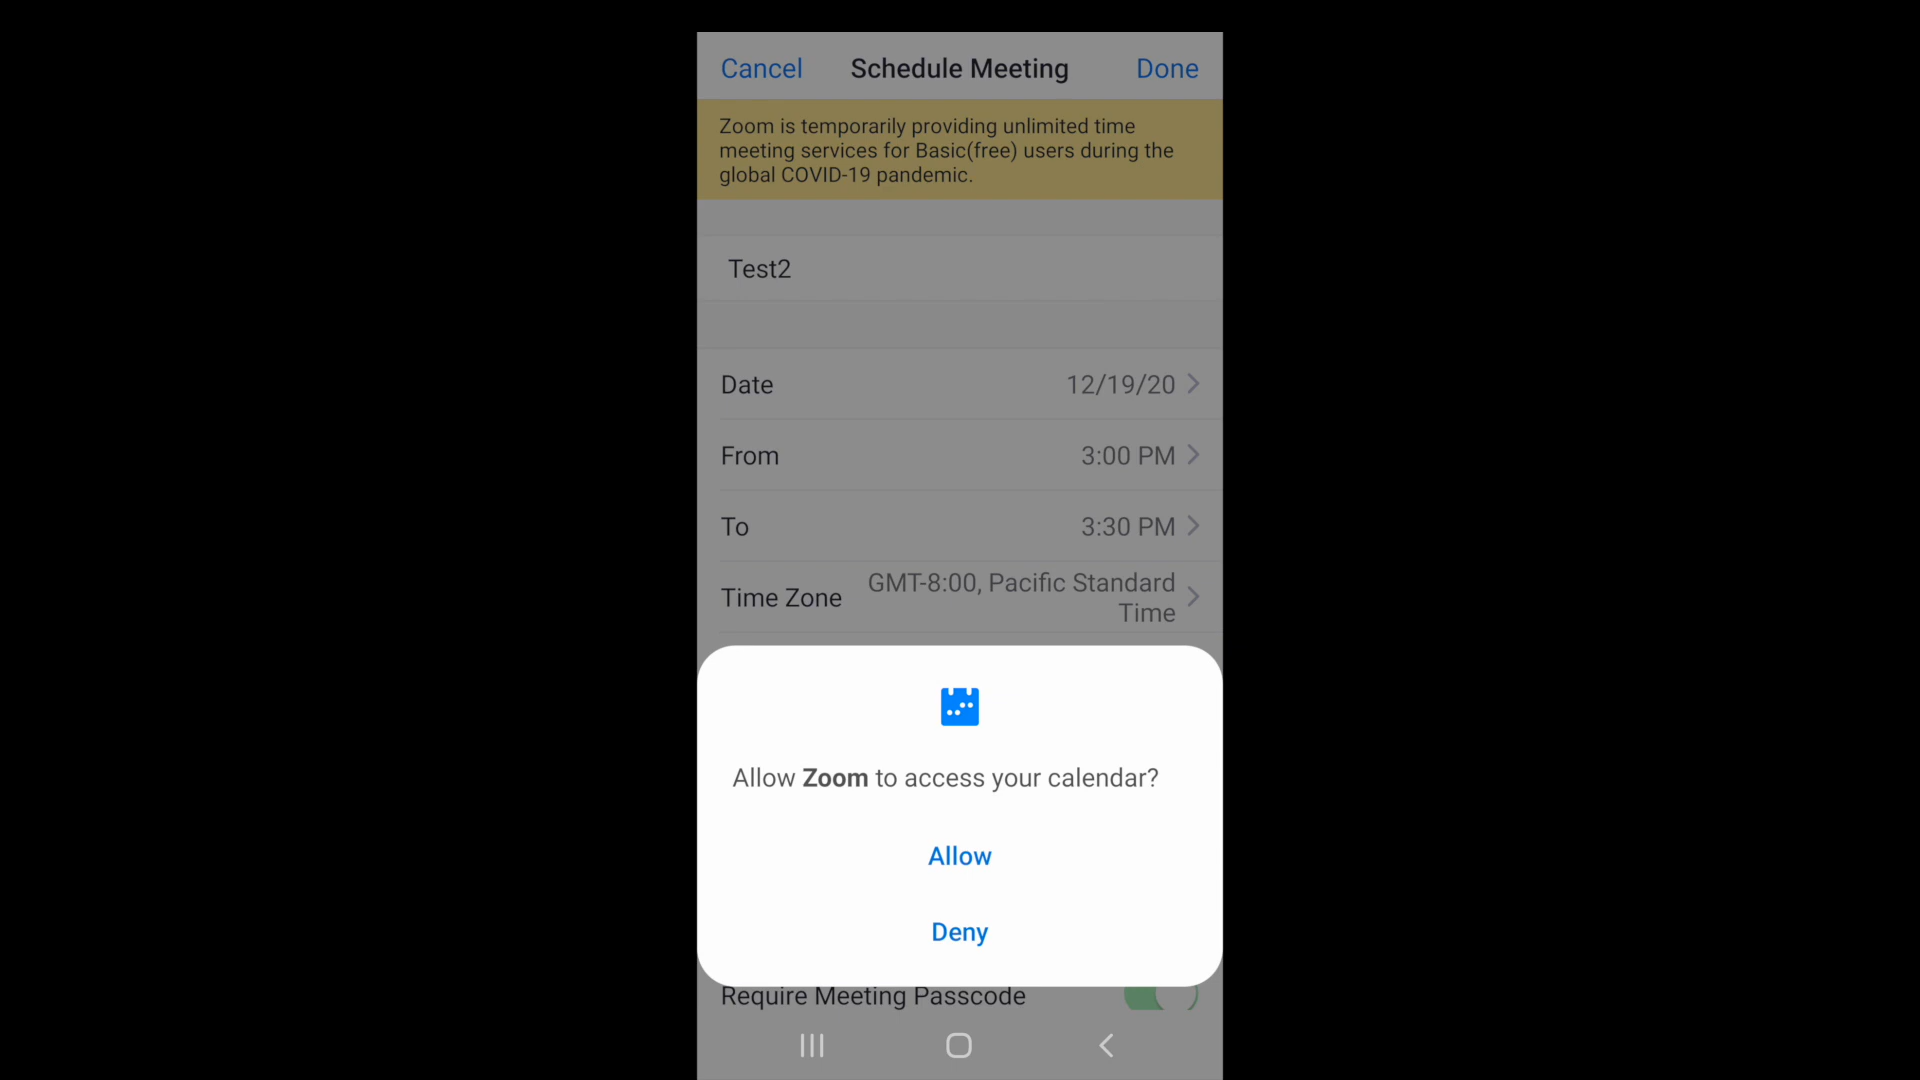 Cancel Schedule Meeting Done
Zoom is temporarily providing unlimited time
meeting services for Basic(free) users during the
global COVID-19 pandemic.
Test2
Date 12/19/20
From 3:00 PM
To 3:30 PM
Time Zone GMT-8:00, Pacific Standard
Time
Allow Zoom to access your calendar?
Allow
Deny
Require Meeting Passcode